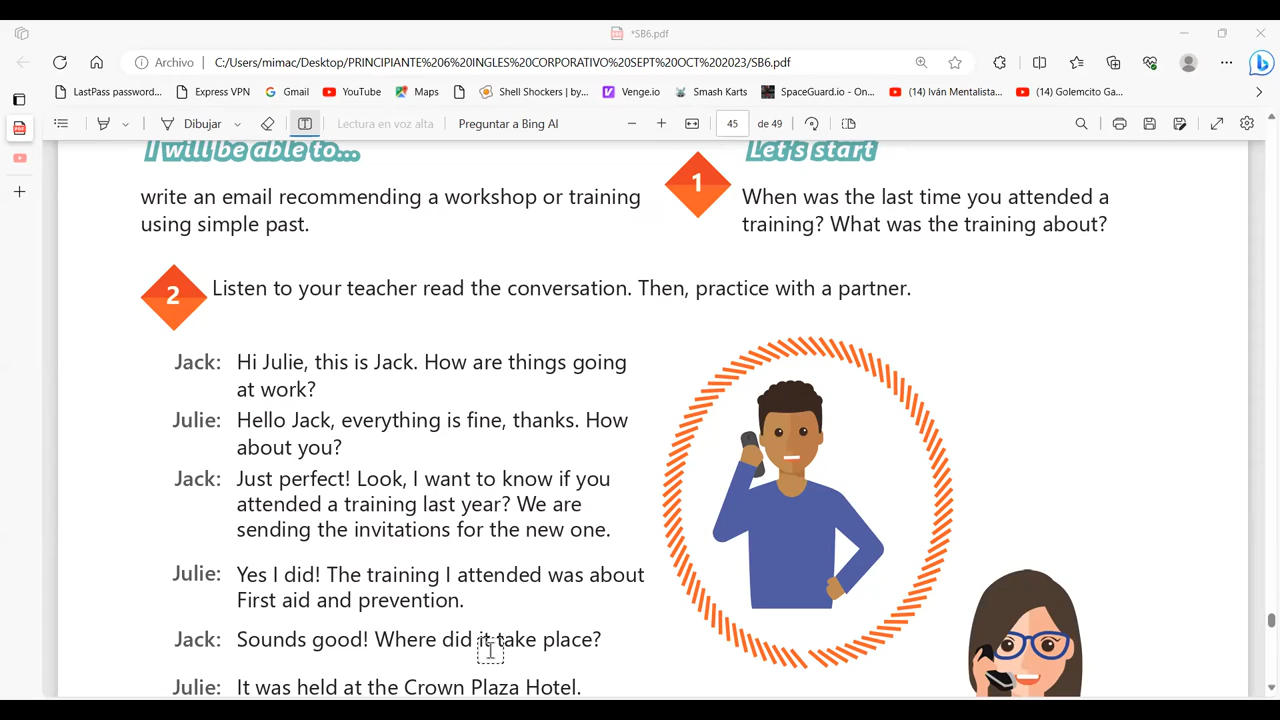 *SB6.pdf
Archivo C:/Users/mimac/Desktop/PRINCIPIANTE%206%20INGLES%20CORPORATIVO%20SEPT%20OCT%202023/SB6.pdf
LastPass password... Express VPN Gmail YouTube Maps Shell Shockers | by... Venge.io Smash Karts SpaceGuard.io - On... (14) Iván Mentalista... (14) Golemcito Ga...
Dibujar Lectura en voz alta Preguntar a Bing AI 45 de 49
I will be able to...
write an email recommending a workshop or training
using simple past.
Let's start
1
When was the last time you attended a
training? What was the training about?
2 Listen to your teacher read the conversation. Then, practice with a partner.
Jack: Hi Julie, this is Jack. How are things going
at work?
Julie: Hello Jack, everything is fine, thanks. How
about you?
Jack: Just perfect! Look, I want to know if you
attended a training last year? We are
sending the invitations for the new one.
Julie: Yes I did! The training I attended was about
First aid and prevention.
Jack: Sounds good! Where did it take place?
Julie: It was held at the Crown Plaza Hotel.